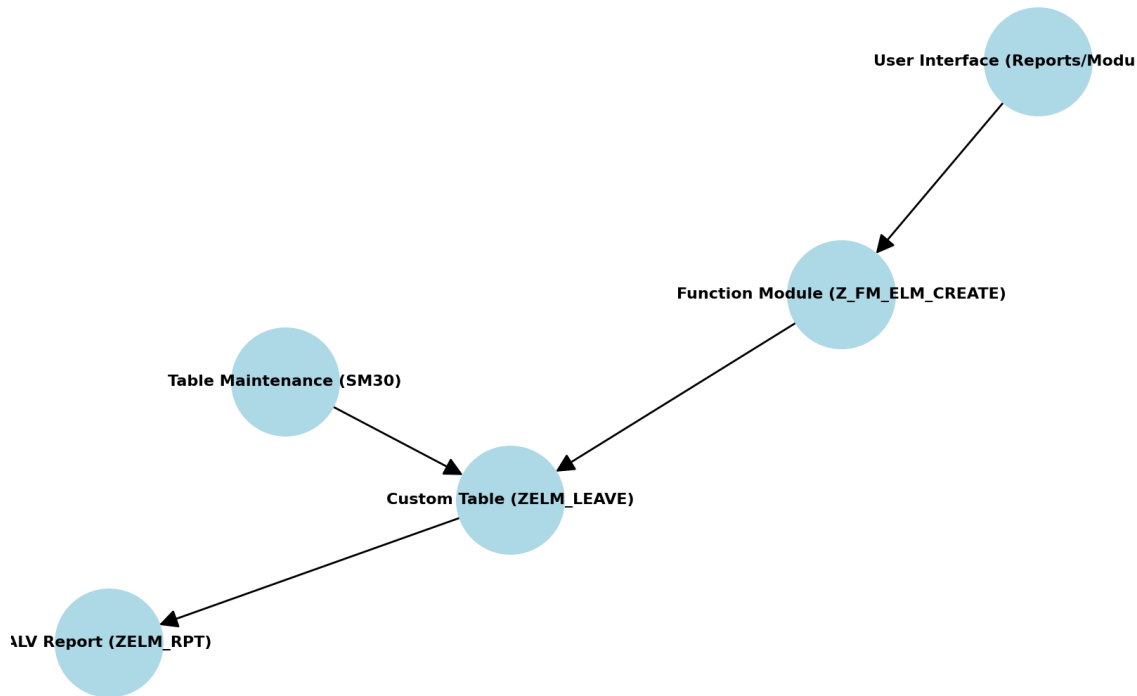 User Interface (Reports/Modu
Function Module (Z_FM_ELM_CREATE)
Table Maintenance (SM30)
Custom Table (ZELM_LEAVE)
ALV Report (ZELM_RPT)